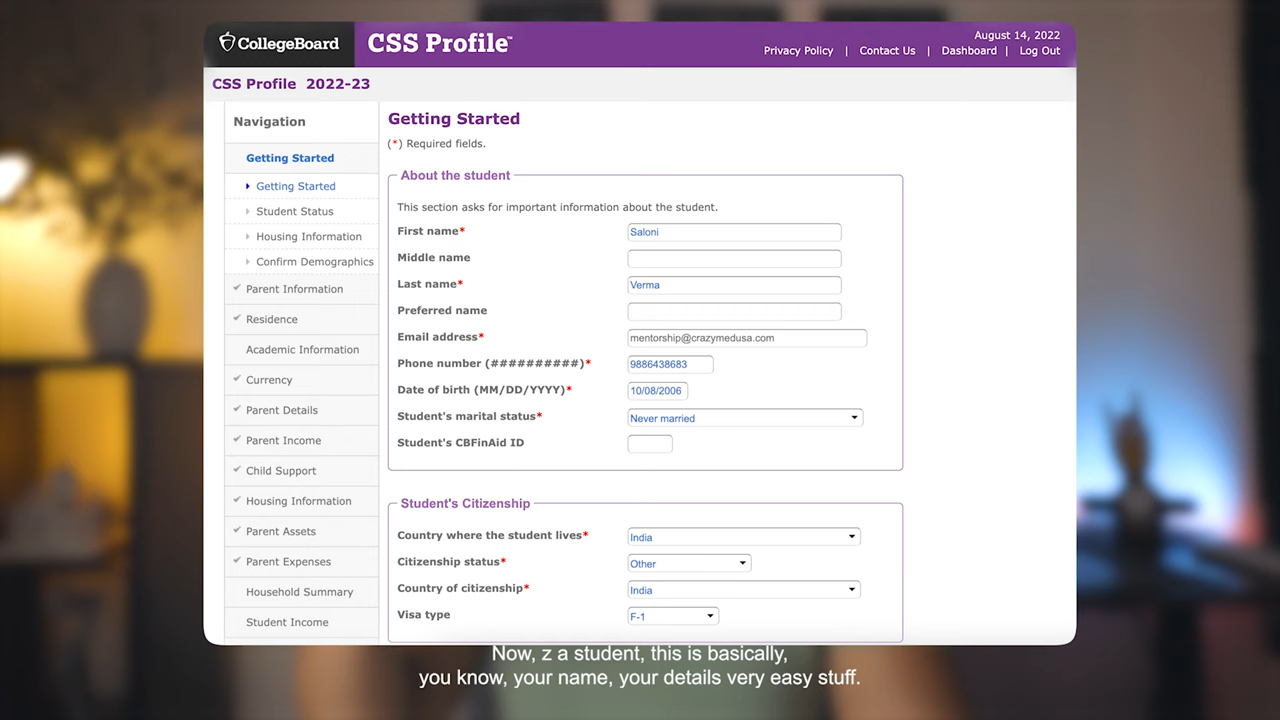 CollegeBoard
CSS Profile™
August 14, 2022
Privacy Policy | Contact Us | Dashboard | Log Out
CSS Profile 2022-23
Navigation
Getting Started
Getting Started
Student Status
Housing Information
Confirm Demographics
Parent Information
Residence
Academic Information
Currency
Parent Details
Parent Income
Child Support
Housing Information
Parent Assets
Parent Expenses
Household Summary
Student Income
Getting Started
(*) Required fields.
About the student
This section asks for important information about the student.
First name* Saloni
Middle name
Last name* Verma
Preferred name
Email address* mentorship@crazymedusa.com
Phone number (##########)* 9886438683
Date of birth (MM/DD/YYYY)* 10/08/2006
Student's marital status* Never married
Student's CBFinAid ID
Student's Citizenship
Country where the student lives* India
Citizenship status* Other
Country of citizenship* India
Visa type F-1
Now, z a student, this is basically,
you know, your name, your details very easy stuff.